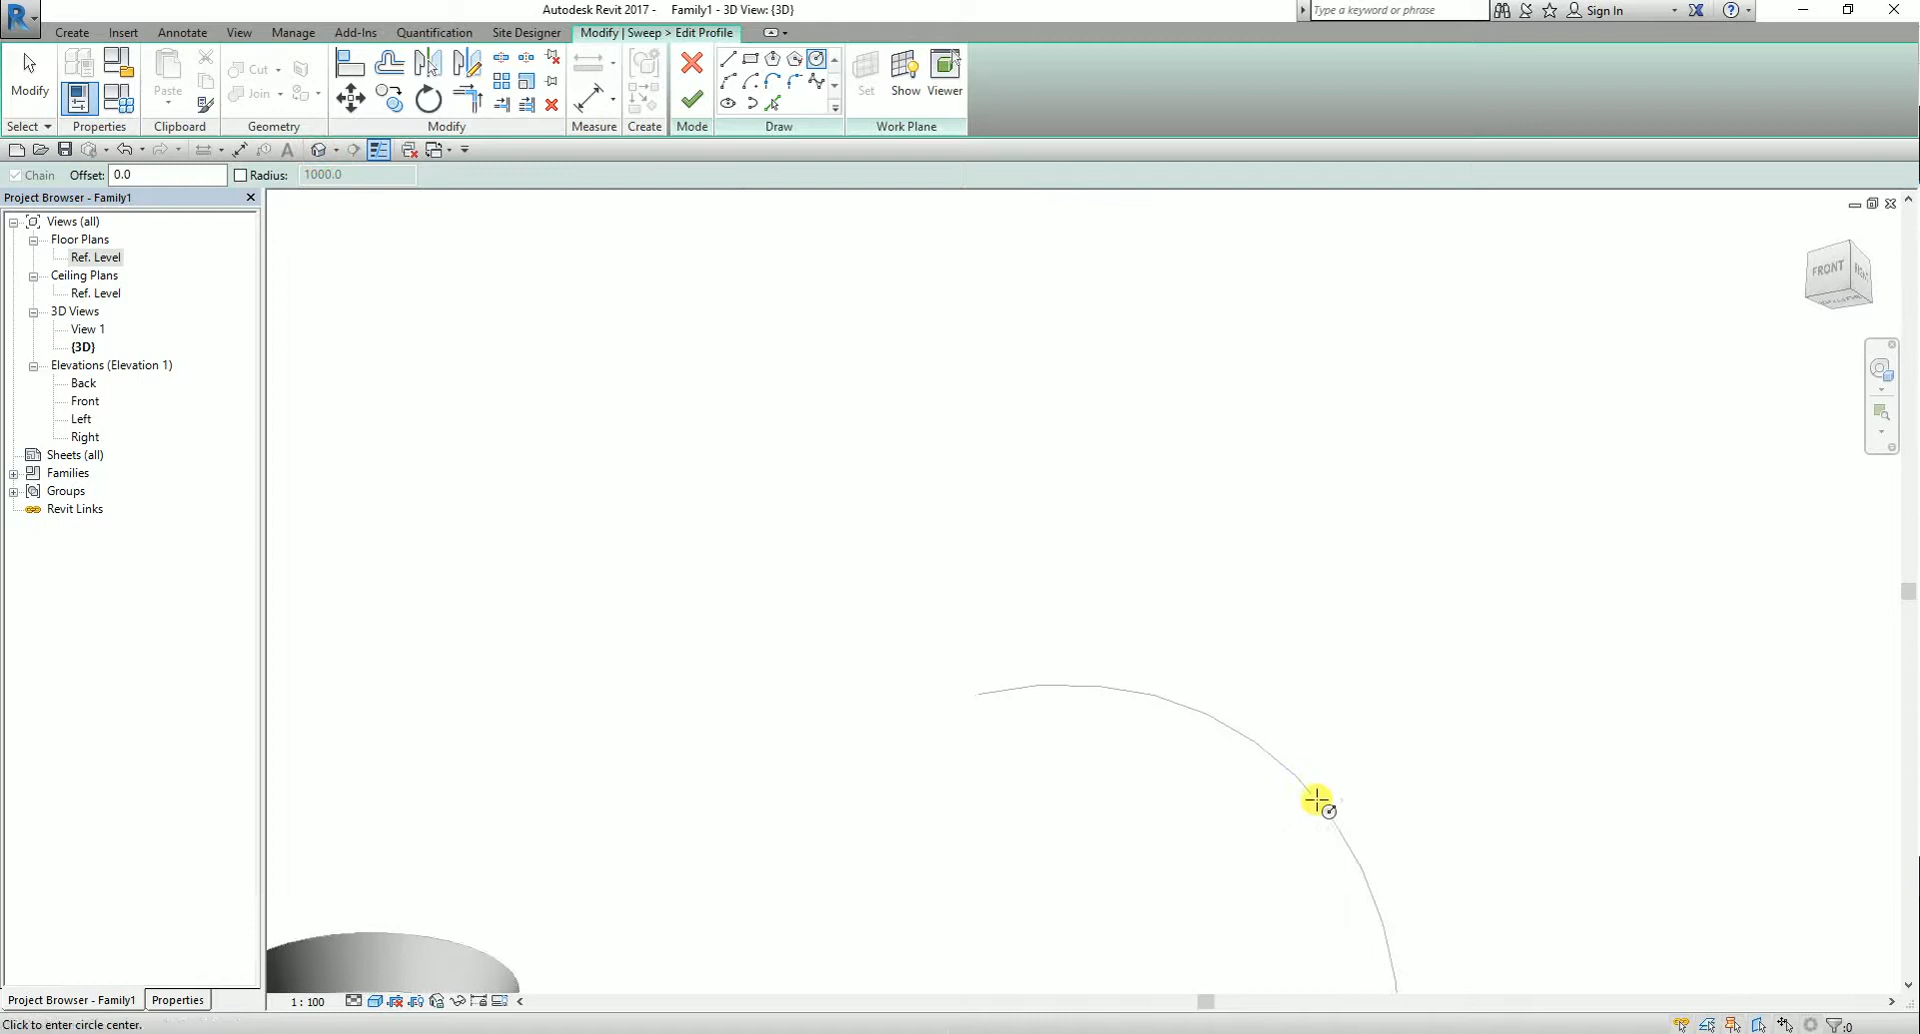 Autodesk Revit 2017 - Family1 - 3D View: {3D}
Type a keyword or phrase
Sign In
Create Insert Annotate View Manage Add-Ins Quantification Site Designer Modify | Sweep > Edit Profile
Modify Paste Cut Join Set Show Viewer
Select Properties Clipboard Geometry Modify Measure Create Mode Draw Work Plane
Chain Offset: 0.0 Radius: 1000.0
Project Browser - Family1
Views (all)
Floor Plans
Ref. Level
Ceiling Plans
Ref. Level
3D Views
View 1
{3D}
Elevations (Elevation 1)
Back
Front
Left
Right
Sheets (all)
Families
Groups
Revit Links
FRONT
Project Browser - Family1 Properties
1 : 100
Click to enter circle center.
:0